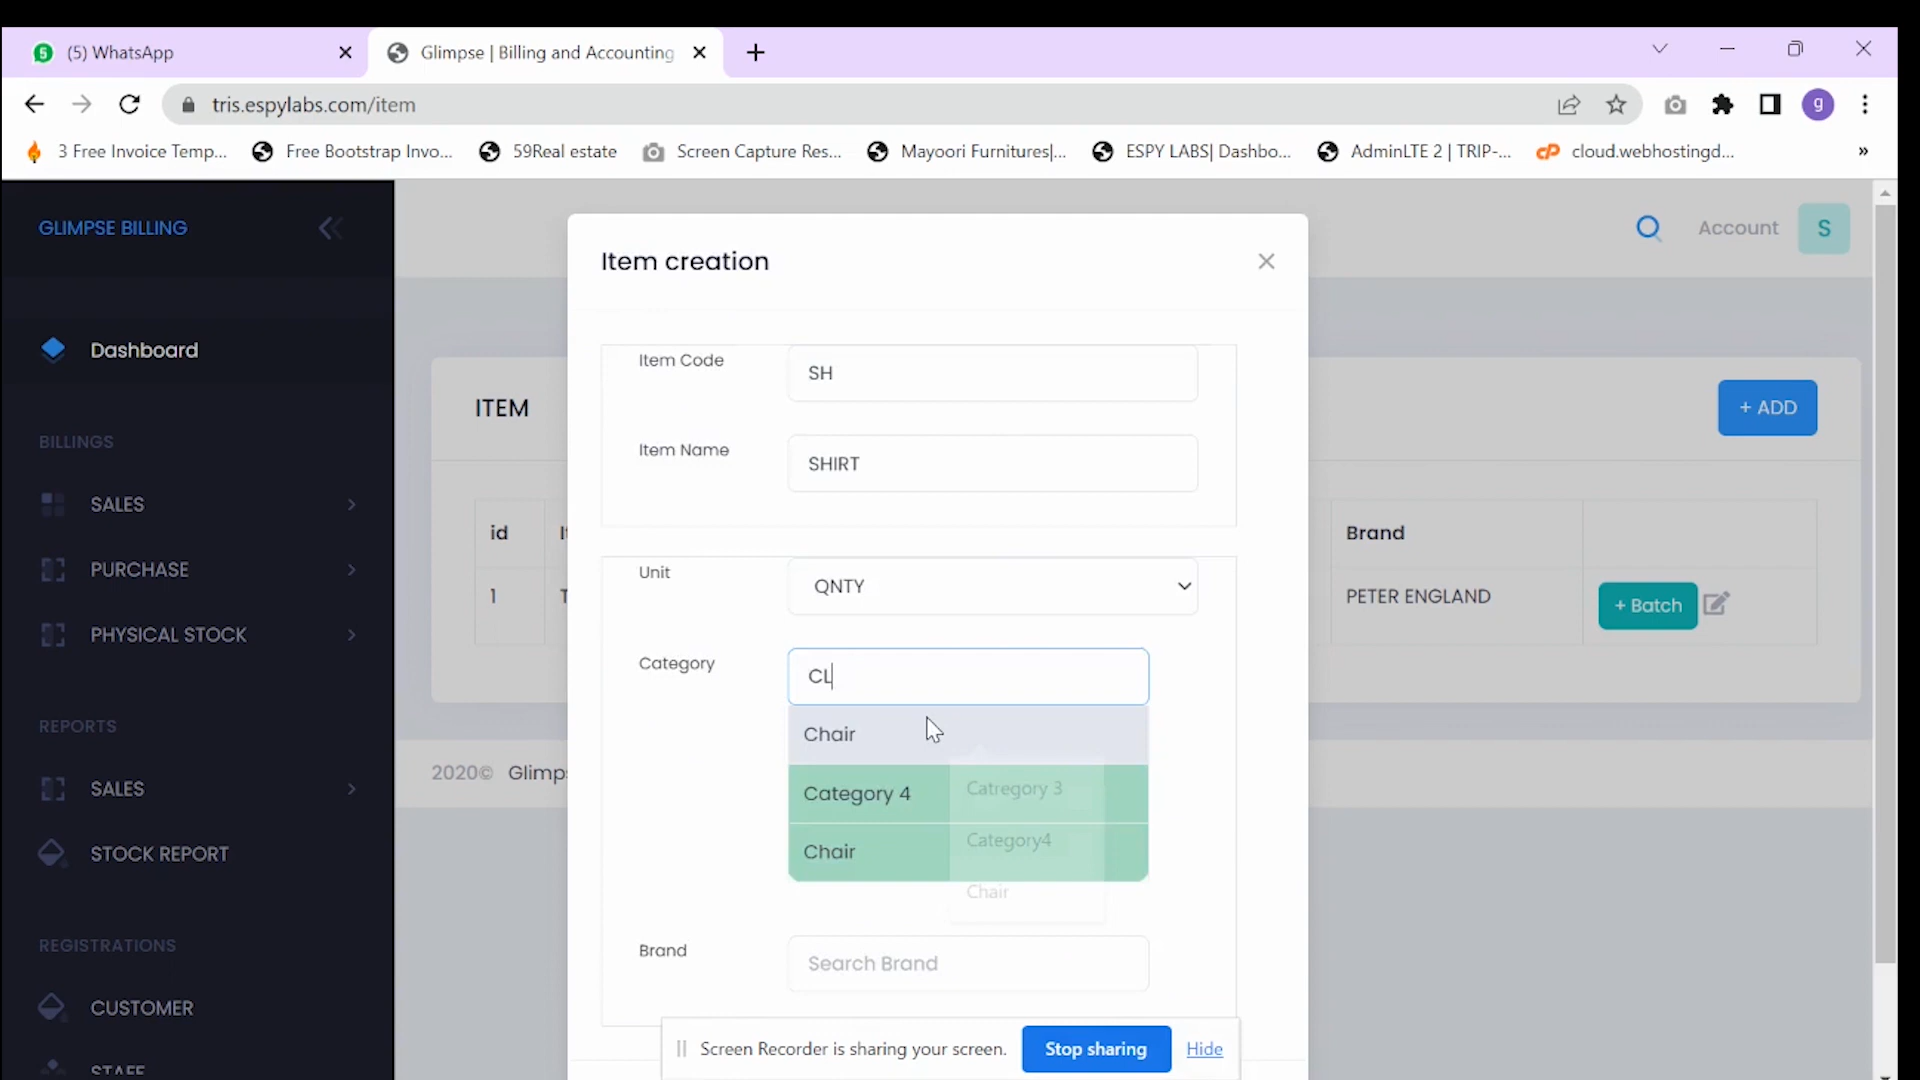 5 (5) WhatsApp
Glimpse | Billing and Accounting
tris.espylabs.com/item
g
3 Free Invoice Temp...
Free Bootstrap Invo...
59Real estate
Screen Capture Res...
Mayoori Furnitures|...
ESPY LABS| Dashbo...
AdminLTE 2 | TRIP-...
cP cloud.webhostingd...
»
GLIMPSE BILLING
Account S
Item creation
Dashboard
Item Code SH
ITEM
+ ADD
BILLINGS
Item Name SHIRT
SALES
id
Brand
PURCHASE
Unit QNTY
1
PETER ENGLAND
+ Batch
PHYSICAL STOCK
Category CL
REPORTS
Chair
2020© Glimp
SALES
Category 4
Catregory 3
STOCK REPORT
Chair
Category4
Chair
REGISTRATIONS
Brand Search Brand
CUSTOMER
Screen Recorder is sharing your screen. Stop sharing Hide
STAFF